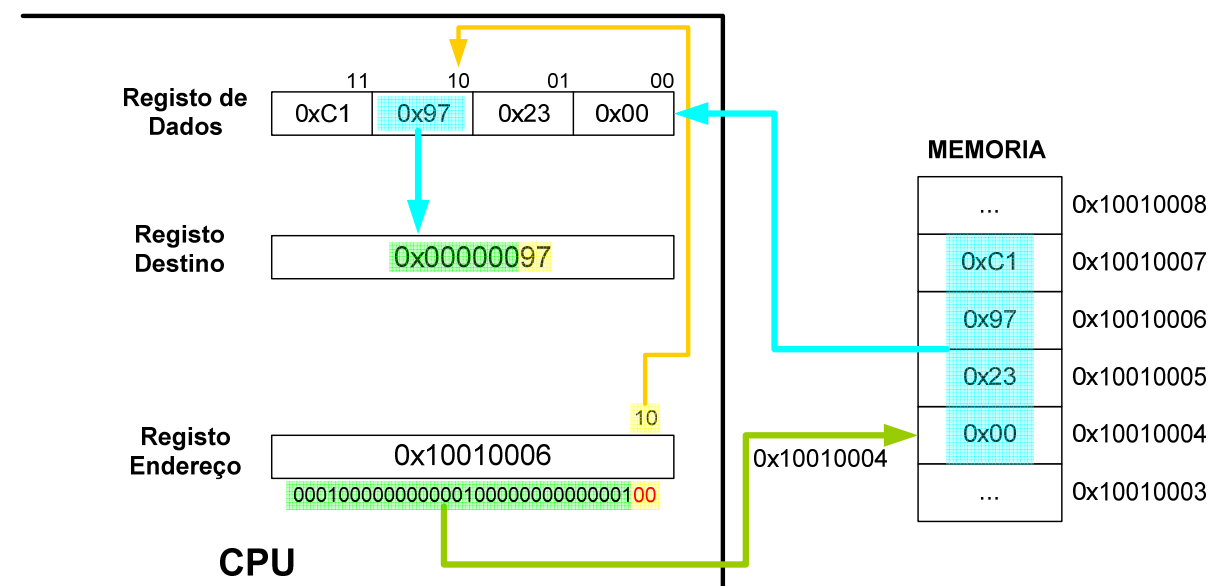 11 10 01 00
Registo de
Dados
0xC1 0x97 0x23 0x00
MEMORIA
... 0x10010008
Registo
Destino
0x00000097
0xC1 0x10010007
0x97 0x10010006
0x23 0x10010005
10
Registo
Endereço
0x10010006
0x10010004
0x00 0x10010004
00010000000000010000000000000100
... 0x10010003
CPU